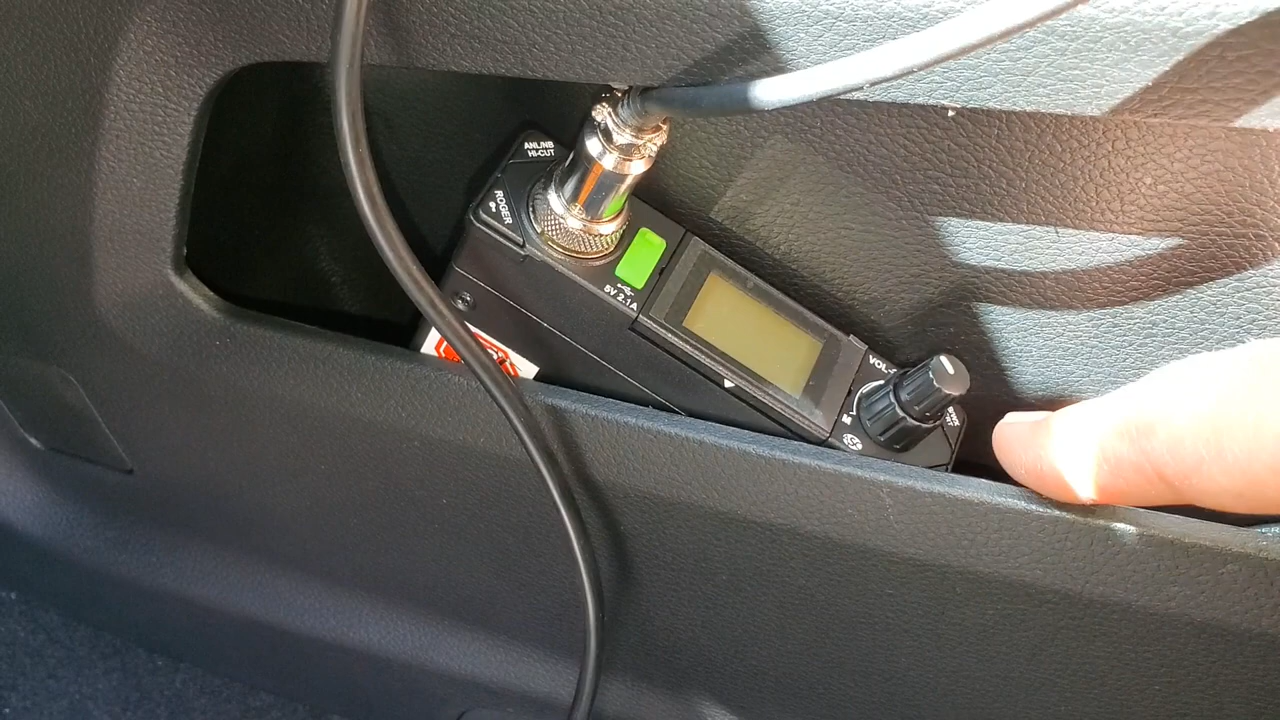 ANL/NB
HI-CUT
ROGER
5V 2.1A
VOL